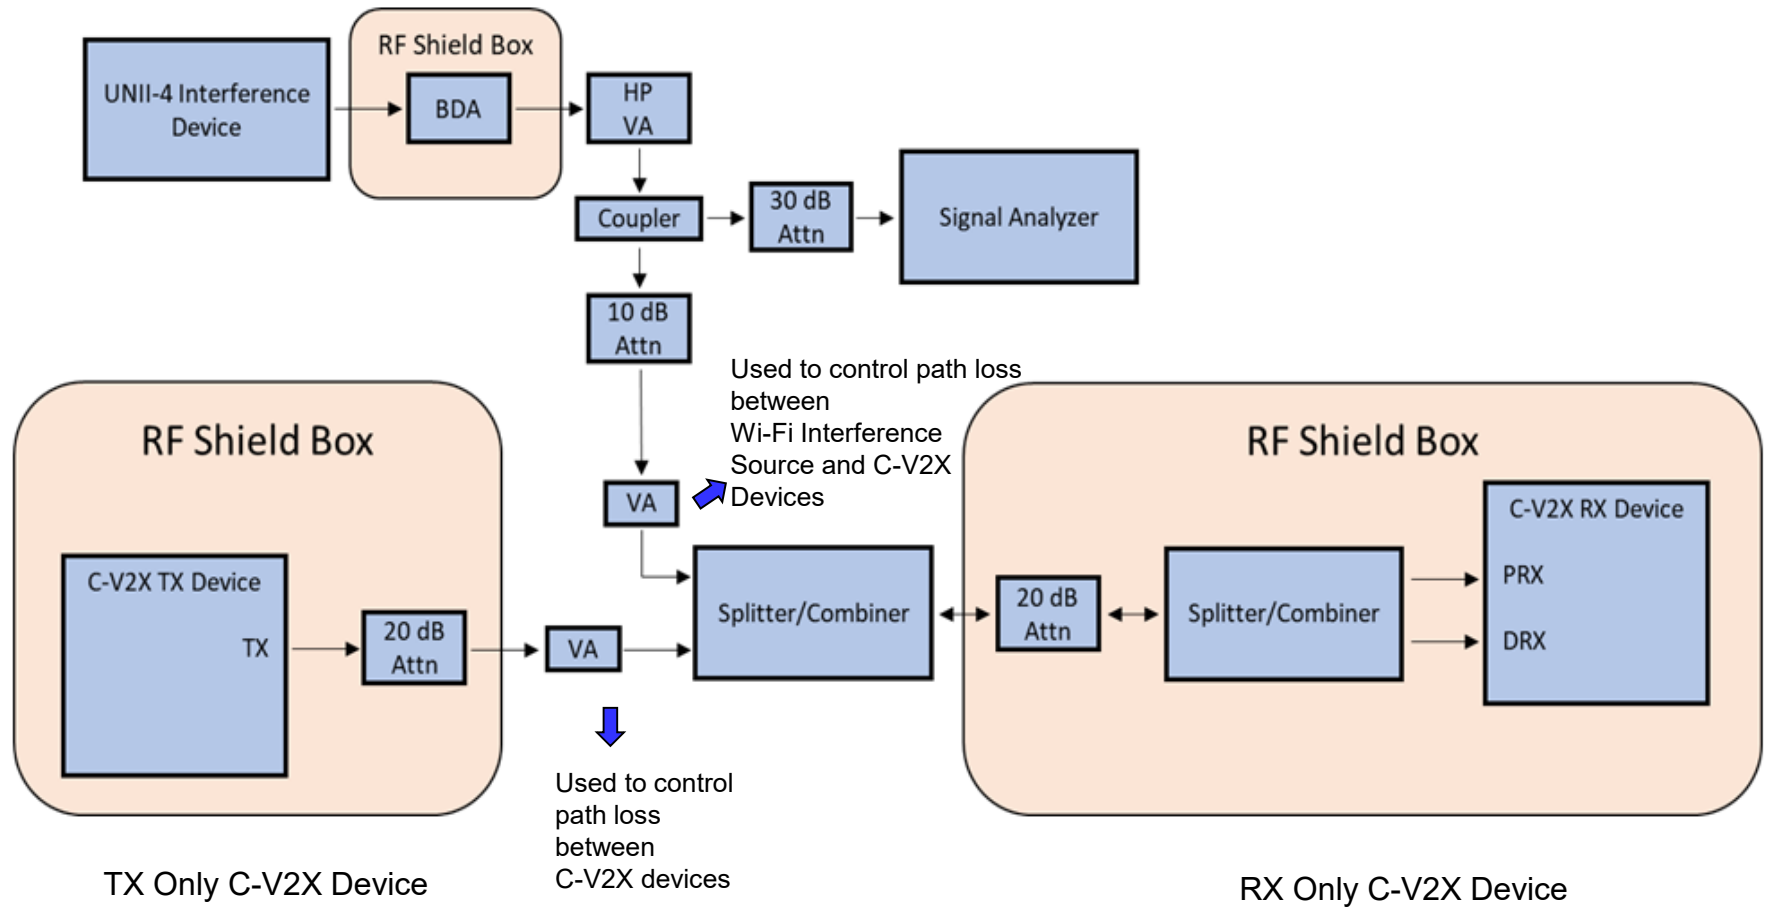 RF Shield Box
UNII-4 Interference
Device
BDA
HP
VA
Coupler
30 dB
Attn
Signal Analyzer
10 dB
Attn
Used to control path loss
between
Wi-Fi Interference
Source and C-V2X
Devices
VA
RF Shield Box
C-V2X TX Device
TX
20 dB
Attn
VA
Splitter/Combiner
RF Shield Box
20 dB
Attn
Splitter/Combiner
C-V2X RX Device
PRX
DRX
Used to control
path loss
between
C-V2X devices
TX Only C-V2X Device
RX Only C-V2X Device